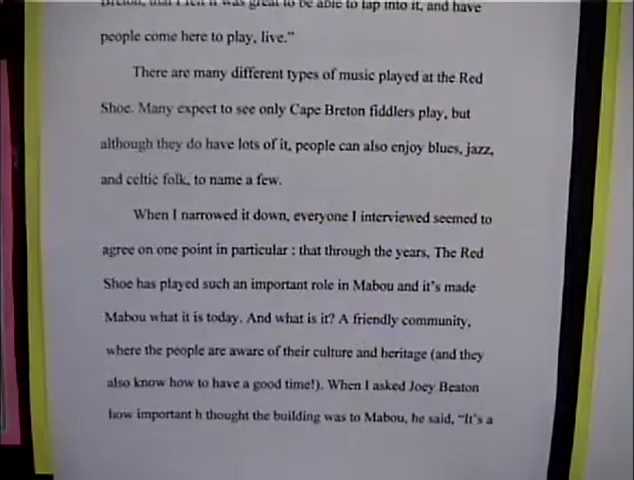 Breton, that I felt it was great to be able to tap into it, and have
people come here to play, live."
There are many different types of music played at the Red
Shoe. Many expect to see only Cape Breton fiddlers play, but
although they do have lots of it, people can also enjoy blues, jazz,
and celtic folk, to name a few.
When I narrowed it down, everyone I interviewed seemed to
agree on one point in particular : that through the years, The Red
Shoe has played such an important role in Mabou and it's made
Mabou what it is today. And what is it? A friendly community,
where the people are aware of their culture and heritage (and they
also know how to have a good time!). When I asked Joey Beaton
how important h thought the building was to Mabou, he said, "It's a